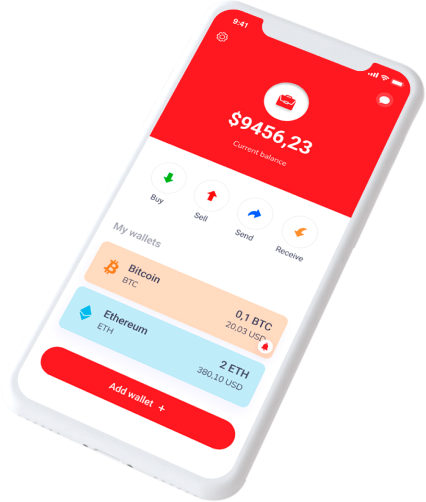 9:41
$9456,23
Current balance
Buy
Sell
Send
Receive
My wallets
Bitcoin
BTC
0,1 BTC
20.03 USD
Ethereum
ETH
2 ETH
380.10 USD
Add wallet +